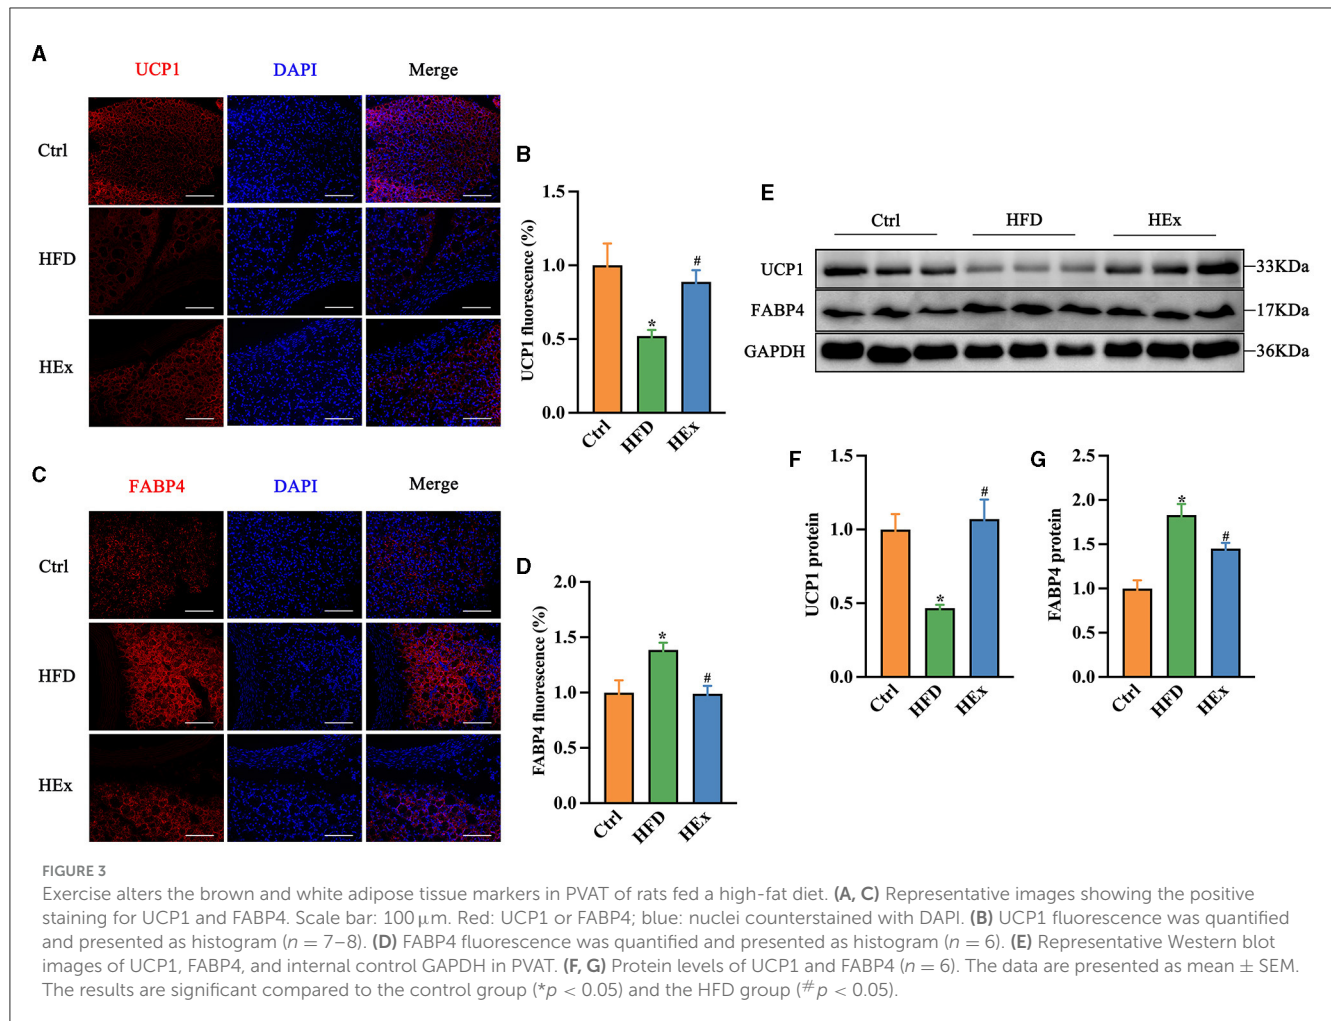 A
UCP1 DAPI Merge
Ctrl
HFD
HEx
B
UCP1 fluorescence (%)
1.5
1.0
0.5
0.0
*
#
Ctrl HFD HEx
C
FABP4 DAPI Merge
Ctrl
HFD
HEx
D
FABP4 fluorescence (%)
2.0
1.5
1.0
0.5
0.0
*
#
Ctrl HFD HEx
E
Ctrl HFD HEx
UCP1 33KDa
FABP4 17KDa
GAPDH 36KDa
F
UCP1 protein
1.5
1.0
0.5
0.0
*
#
Ctrl HFD HEx
G
FABP4 protein
2.5
2.0
1.5
1.0
0.5
0.0
*
#
Ctrl HFD HEx
FIGURE 3
Exercise alters the brown and white adipose tissue markers in PVAT of rats fed a high-fat diet. (A, C) Representative images showing the positive
staining for UCP1 and FABP4. Scale bar: 100 μm. Red: UCP1 or FABP4; blue: nuclei counterstained with DAPI. (B) UCP1 fluorescence was quantified
and presented as histogram (n = 7–8). (D) FABP4 fluorescence was quantified and presented as histogram (n = 6). (E) Representative Western blot
images of UCP1, FABP4, and internal control GAPDH in PVAT. (F, G) Protein levels of UCP1 and FABP4 (n = 6). The data are presented as mean ± SEM.
The results are significant compared to the control group (*p < 0.05) and the HFD group (#p < 0.05).